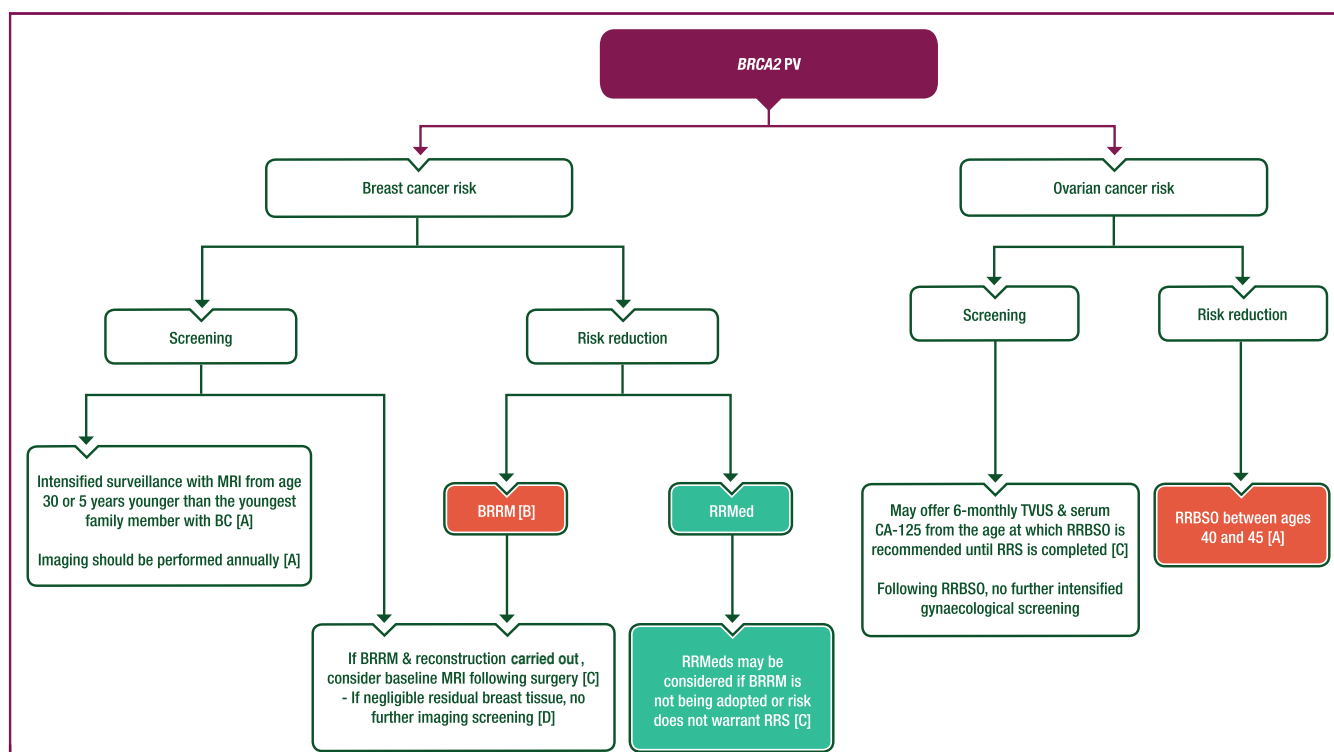 BRCA2 PV
Breast cancer risk
Ovarian cancer risk
Screening
Risk reduction
Screening
Risk reduction
Intensified surveillance with MRI from age
30 or 5 years younger than the youngest
family member with BC [A]
Imaging should be performed annually [A]
BRRM [B]
RRMed
May offer 6-monthly TVUS & serum
CA-125 from the age at which RRBSO is
recommended until RRS is completed [C]
Following RRBSO, no further intensified
gynaecological screening
RRBSO between ages
40 and 45 [A]
If BRRM & reconstruction carried out,
consider baseline MRI following surgery [C]
- If negligible residual breast tissue, no
further imaging screening [D]
RRMeds may be
considered if BRRM is
not being adopted or risk
does not warrant RRS [C]